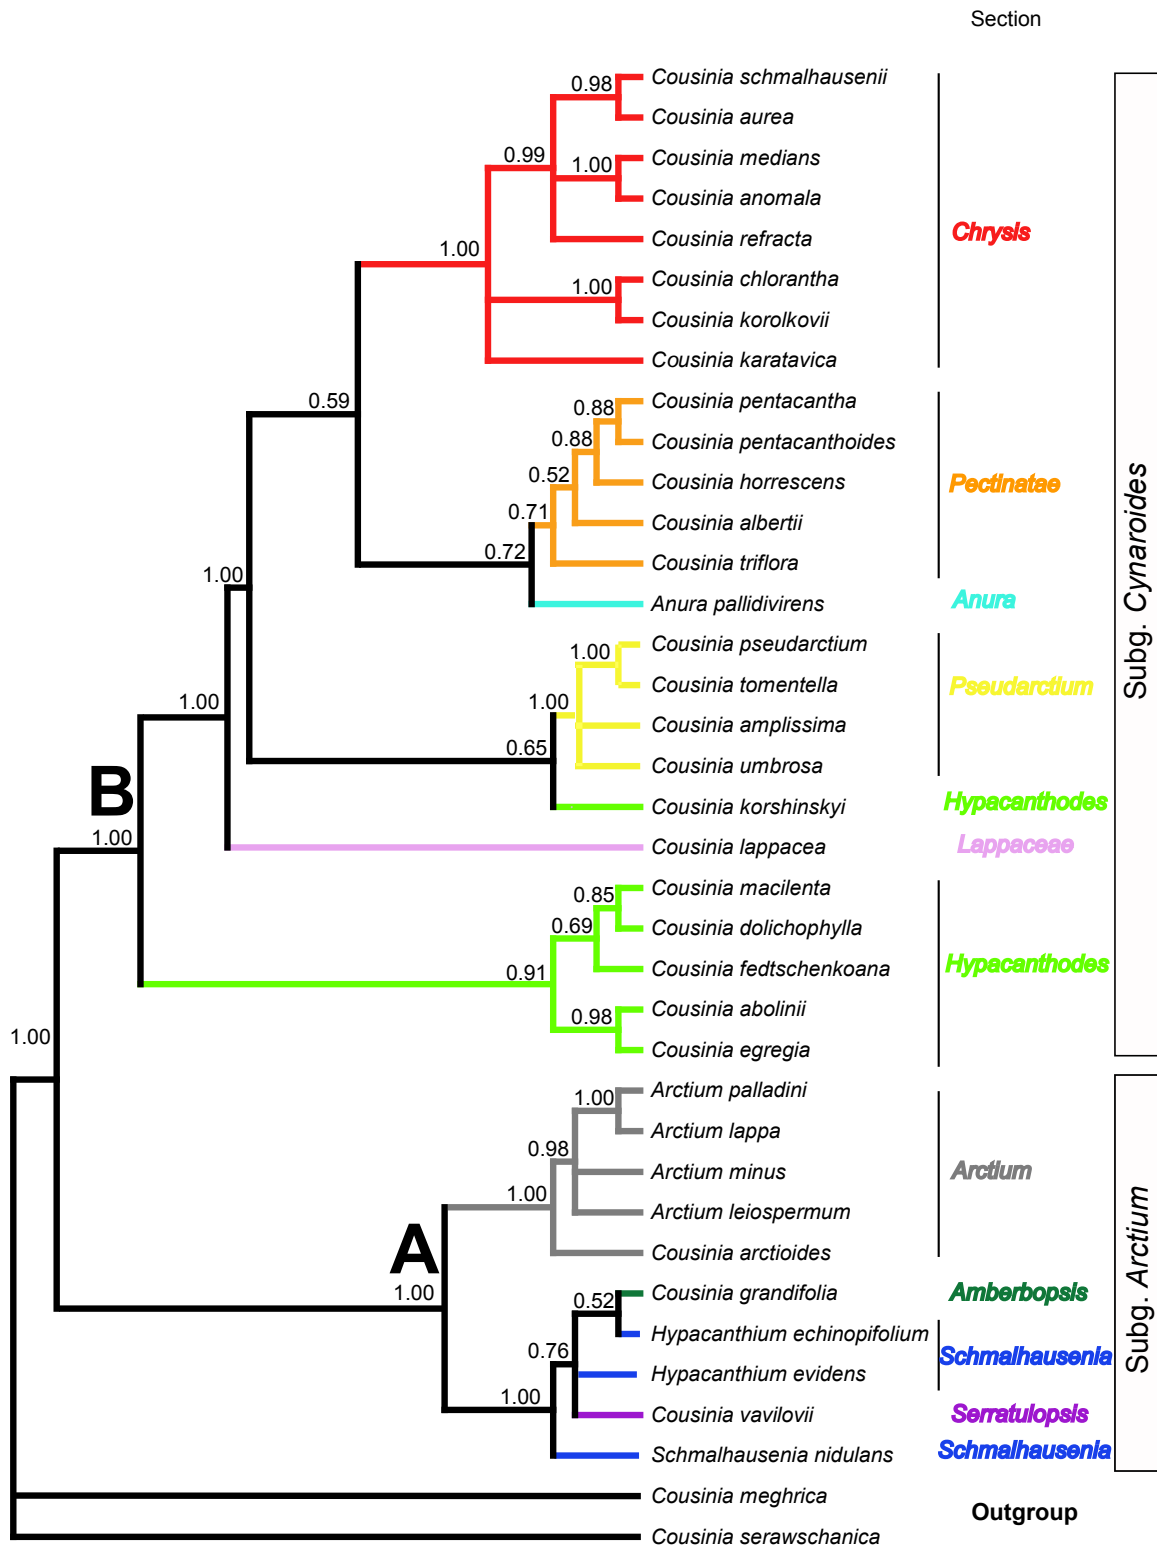 Section
0.98
Cousinia schmalhausenii
Cousinia aurea
0.99
Cousinia medians
1.00
Cousinia anomala
Cousinia refracta
Chrysis
1.00
Cousinia chlorantha
1.00
Cousinia korolkovii
Cousinia karatavica
0.59
Cousinia pentacantha
0.88
Cousinia pentacanthoides
0.88
Cousinia horrescens
Pectinatae
0.52
Cousinia albertii
0.71
0.72
Cousinia triflora
1.00
Anura pallidivirens
Anura
Cousinia pseudarctium
1.00
Cousinia tomentella
Pseudarctium
1.00
1.00
Cousinia amplissima
0.65
Cousinia umbrosa
B
Cousinia korshinskyi
Hypacanthodes
1.00
Cousinia lappacea
Lappaceae
Subg. Cynaroides
Cousinia macilenta
0.85
Cousinia dolichophylla
0.69
Cousinia fedtschenkoana
Hypacanthodes
0.91
Cousinia abolinii
0.98
Cousinia egregia
1.00
Arctium palladini
1.00
Arctium lappa
0.98
Arctium minus
Arctium
1.00
Arctium leiospermum
A
Cousinia arctioides
1.00
Cousinia grandifolia
Amberbopsis
0.52
Hypacanthium echinopifolium
0.76
Schmalhausenia
Hypacanthium evidens
1.00
Cousinia vavilovii
Serratulopsis
Schmalhausenia nidulans
Schmalhausenia
Subg. Arctium
Cousinia meghrica
Outgroup
Cousinia serawschanica